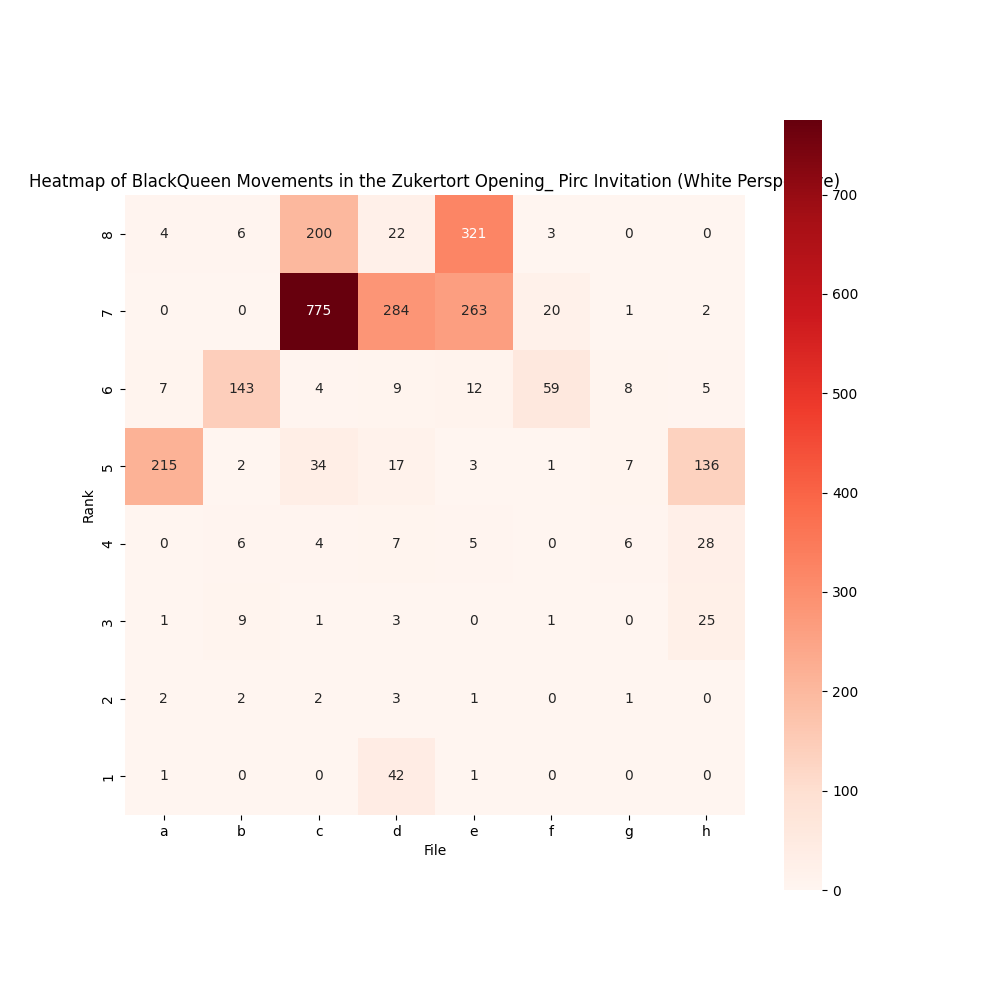 Heatmap of BlackQueen Movements in the Zukertort Opening_ Pirc Invitation (White Persp re)
8 4 6 200 22 321 3 0 0
7 0 0 775 284 263 20 1 2
6 7 143 4 9 12 59 8 5
5 215 2 34 17 3 1 7 136
4 0 6 4 7 5 0 6 28
3 1 9 1 3 0 1 0 25
2 2 2 2 3 1 0 1 0
1 1 0 0 42 1 0 0 0
Rank
a b c d e f g h
File
700
600
500
400
300
200
100
0